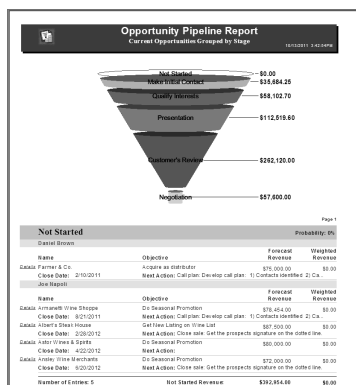 Opportunity Pipeline Report
Current Opportunities Grouped by Stage
10/13/2011 3:42:04PM
Not Started $0.00
Make Initial Contact $35,684.25
Qualify Interests $58,102.70
Presentation $112,519.60
Customer's Review $262,120.00
Negotiation $57,600.00
Page 1
Not Started Probability: 0%
Daniel Brown
Forecast Weighted
Name Objective Revenue Revenue
Details Farmer & Co. Acquire as distributor $75,000.00 $0.00
Close Date: 2/10/2011 Next Action: Call plan: Develop call plan: 1) Contacts identified 2) Ca...
Joe Napoli
Forecast Weighted
Name Objective Revenue Revenue
Details Armanetti Wine Shoppe Do Seasonal Promotion $78,454.00 $0.00
Close Date: 8/21/2011 Next Action: Call plan: Develop call plan: 1) Contacts identified 2) Ca...
Details Albert's Steak House Get New Listing on Wine List $87,500.00 $0.00
Close Date: 2/28/2012 Next Action: Close sale: Get the prospects signature on the dotted line
Details Astor Wines & Spirits Do Seasonal Promotion $80,000.00 $0.00
Close Date: 4/22/2012 Next Action:
Details Ansley Wine Merchants Do Seasonal Promotion $72,000.00 $0.00
Close Date: 6/20/2012 Next Action: Close sale: Get the prospects signature on the dotted line
Number of Entries: 5 Not Started Revenue: $392,954.00 $0.00